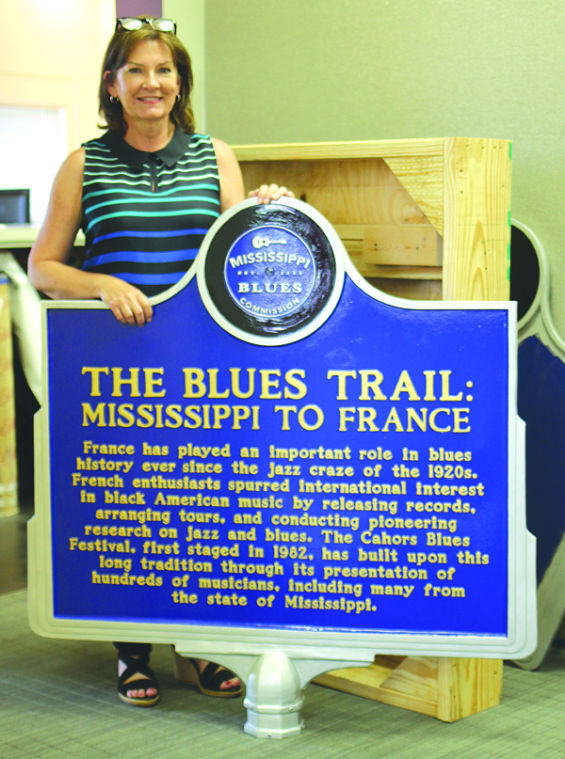 MISSISSIPPI
BLUES
COMMISSION
THE BLUES TRAIL:
MISSISSIPPI TO FRANCE
France has played an important role in blues
history ever since the jazz craze of the 1920s.
French enthusiasts spurred international interest
in black American music by releasing records,
arranging tours, and conducting pioneering
research on jazz and blues. The Cahors Blues
Festival, first staged in 1982, has built upon this
long tradition through its presentation of
hundreds of musicians, including many from
the state of Mississippi.